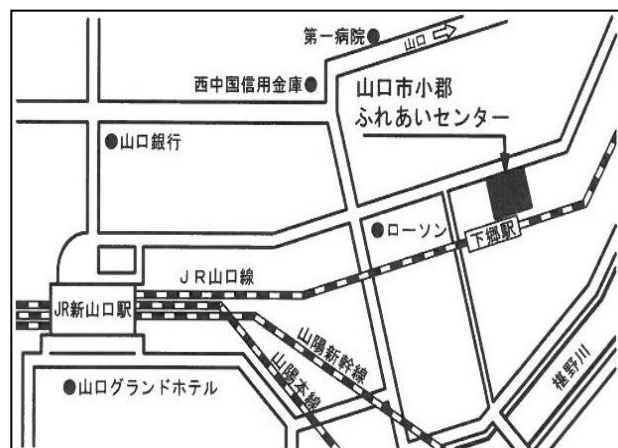 第一病院
山口
西中国信用金庫
山口市小郡
ふれあいセンター
山口銀行
ローソン
下郷駅
JR山口線
JR新山口駅
山陽新幹線
山陽本線
椹野川
山口グランドホテル